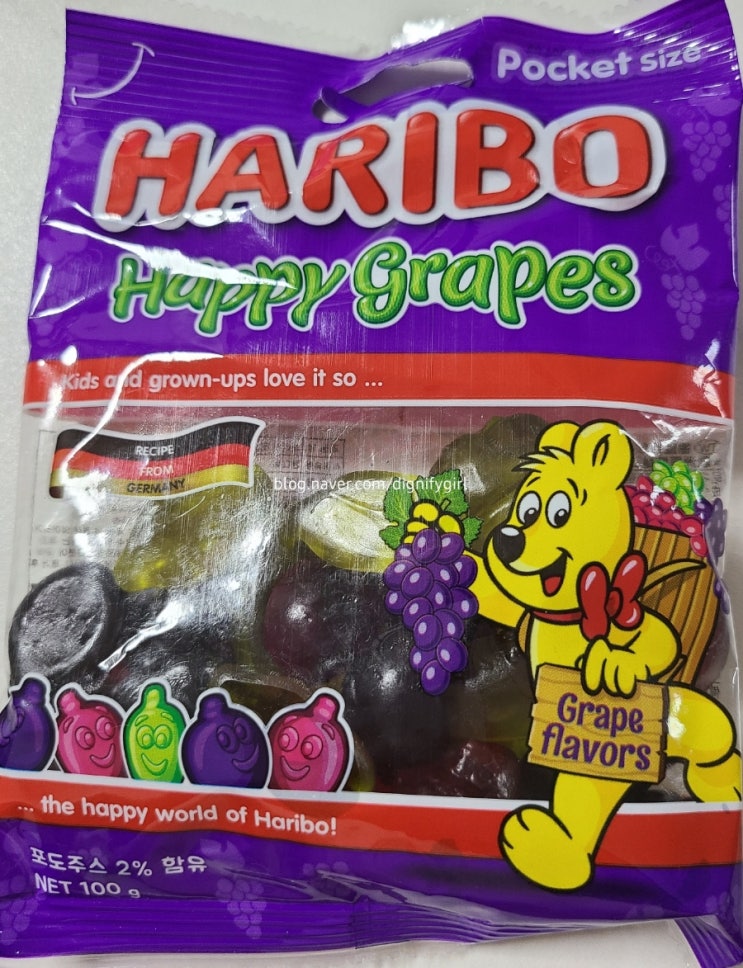 Pocket size
HARIBO
Happy Grapes
Kids and grown-ups love it so ...
RECIPE
FROM
GERMANY
blog.naver.com/dignifygirl
Grape
flavors
... the happy world of Haribo!
포도주스 2% 함유
NET 100 g